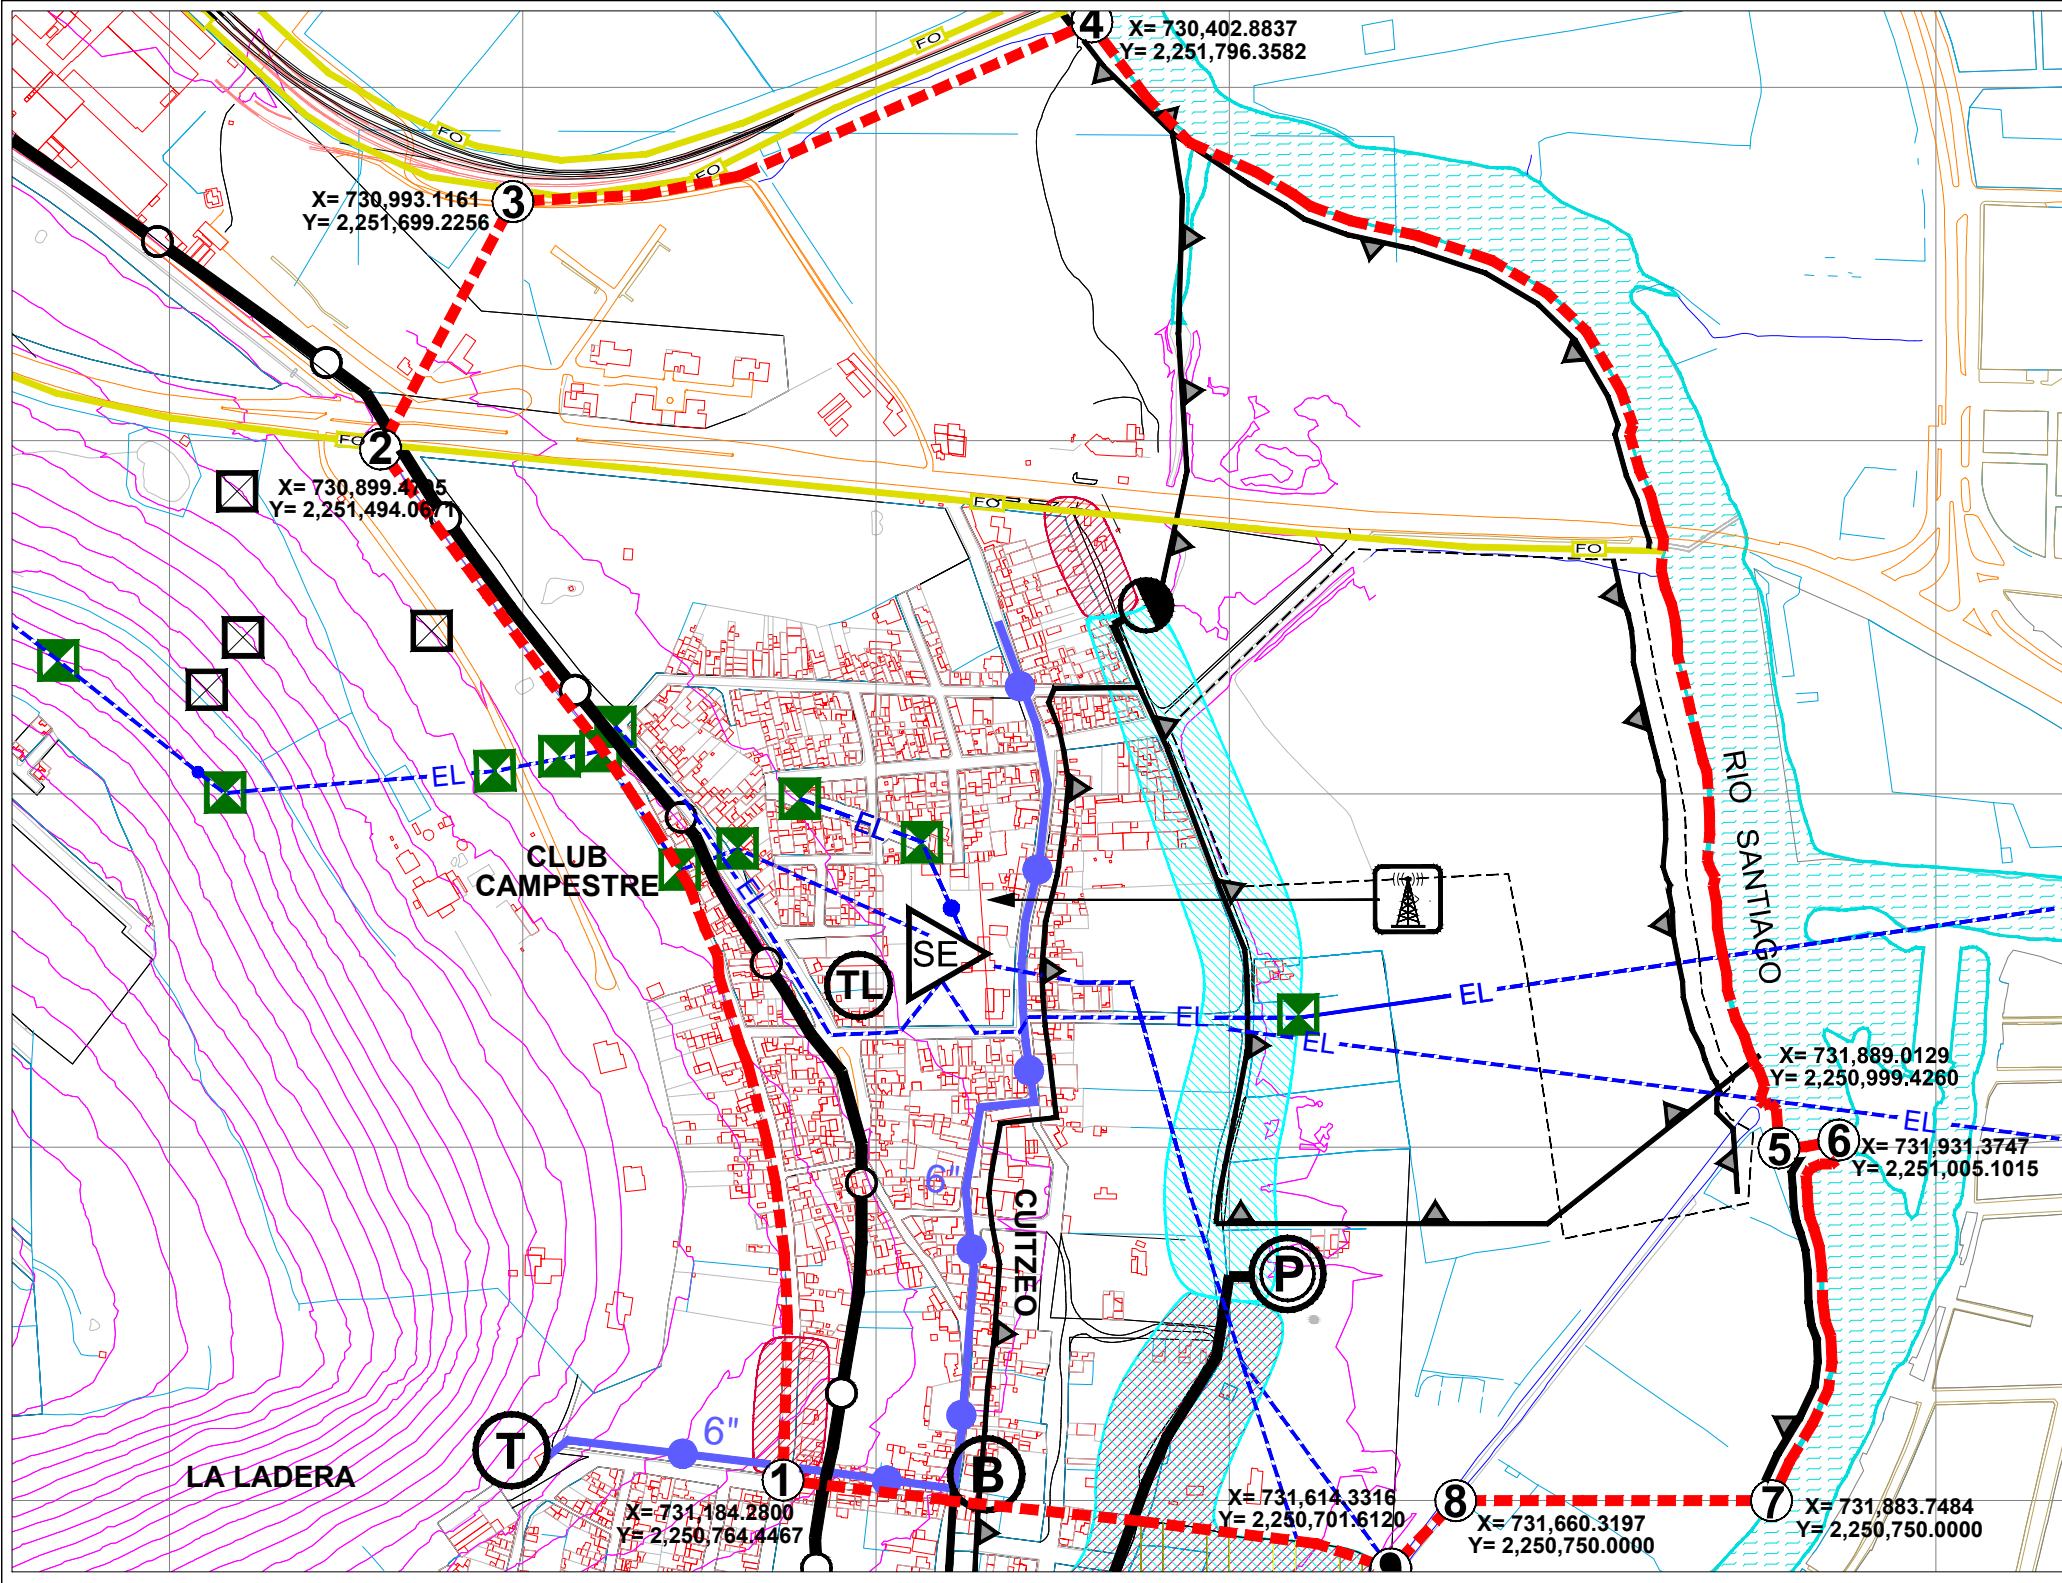 4
X= 730,402.8837
Y= 2,251,796.3582
FO
FO
FO
3
X= 730,993.1161
Y= 2,251,699.2256
FO
2
X= 730,899.4795
Y= 2,251,494.0671
FO
FO
EL
EL
EL
CLUB
CAMPESTRE
SE
TL
RIO SANTIAGO
EL
EL
EL
EL
X= 731,889.0129
Y= 2,250,999.4260
5
6
X= 731,931.3747
Y= 2,251,005.1015
6"
CUITZEO
P
T
6"
LA LADERA
1
B
X= 731,184.2800
Y= 2,250,764.4467
X= 731,614.3316
Y= 2,250,701.6120
8
X= 731,660.3197
Y= 2,250,750.0000
7
X= 731,883.7484
Y= 2,250,750.0000